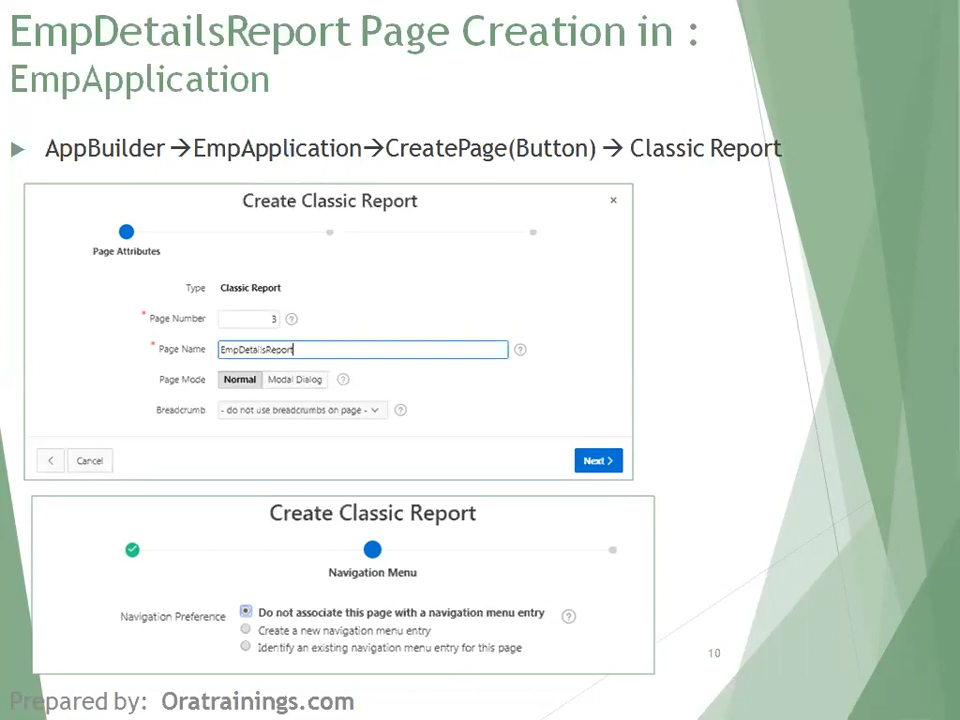 EmpDetailsReport Page Creation in :
EmpApplication
AppBuilder →EmpApplication→CreatePage(Button) → Classic Report
Create Classic Report ×
Page Attributes
Type Classic Report
* Page Number 3 ?
* Page Name EmpDetailsReport ?
Page Mode Normal Modal Dialog ?
Breadcrumb - do not use breadcrumbs on page - ?
< Cancel Next >
Create Classic Report
Navigation Menu
Navigation Preference Do not associate this page with a navigation menu entry ?
Create a new navigation menu entry
Identify an existing navigation menu entry for this page
10
Prepared by: Oratrainings.com